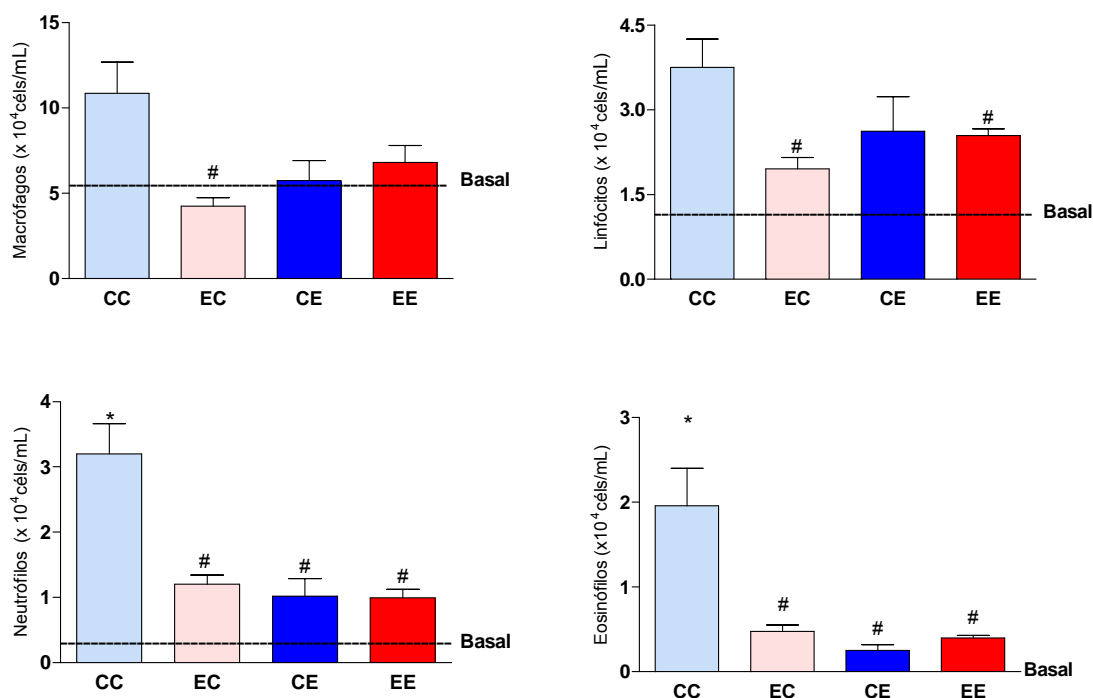 Macrófagos (x 10⁴céls/mL)
15
10
5
0
#
Basal
CC EC CE EE
Linfócitos (x 10⁴céls/mL)
4.5
3.0
1.5
0.0
#
#
Basal
CC EC CE EE
Neutrófilos (x 10⁴céls/mL)
4
3
2
1
0
*
# # #
Basal
CC EC CE EE
Eosinófilos (x10⁴céls/mL)
3
2
1
0
*
# # #
Basal
CC EC CE EE